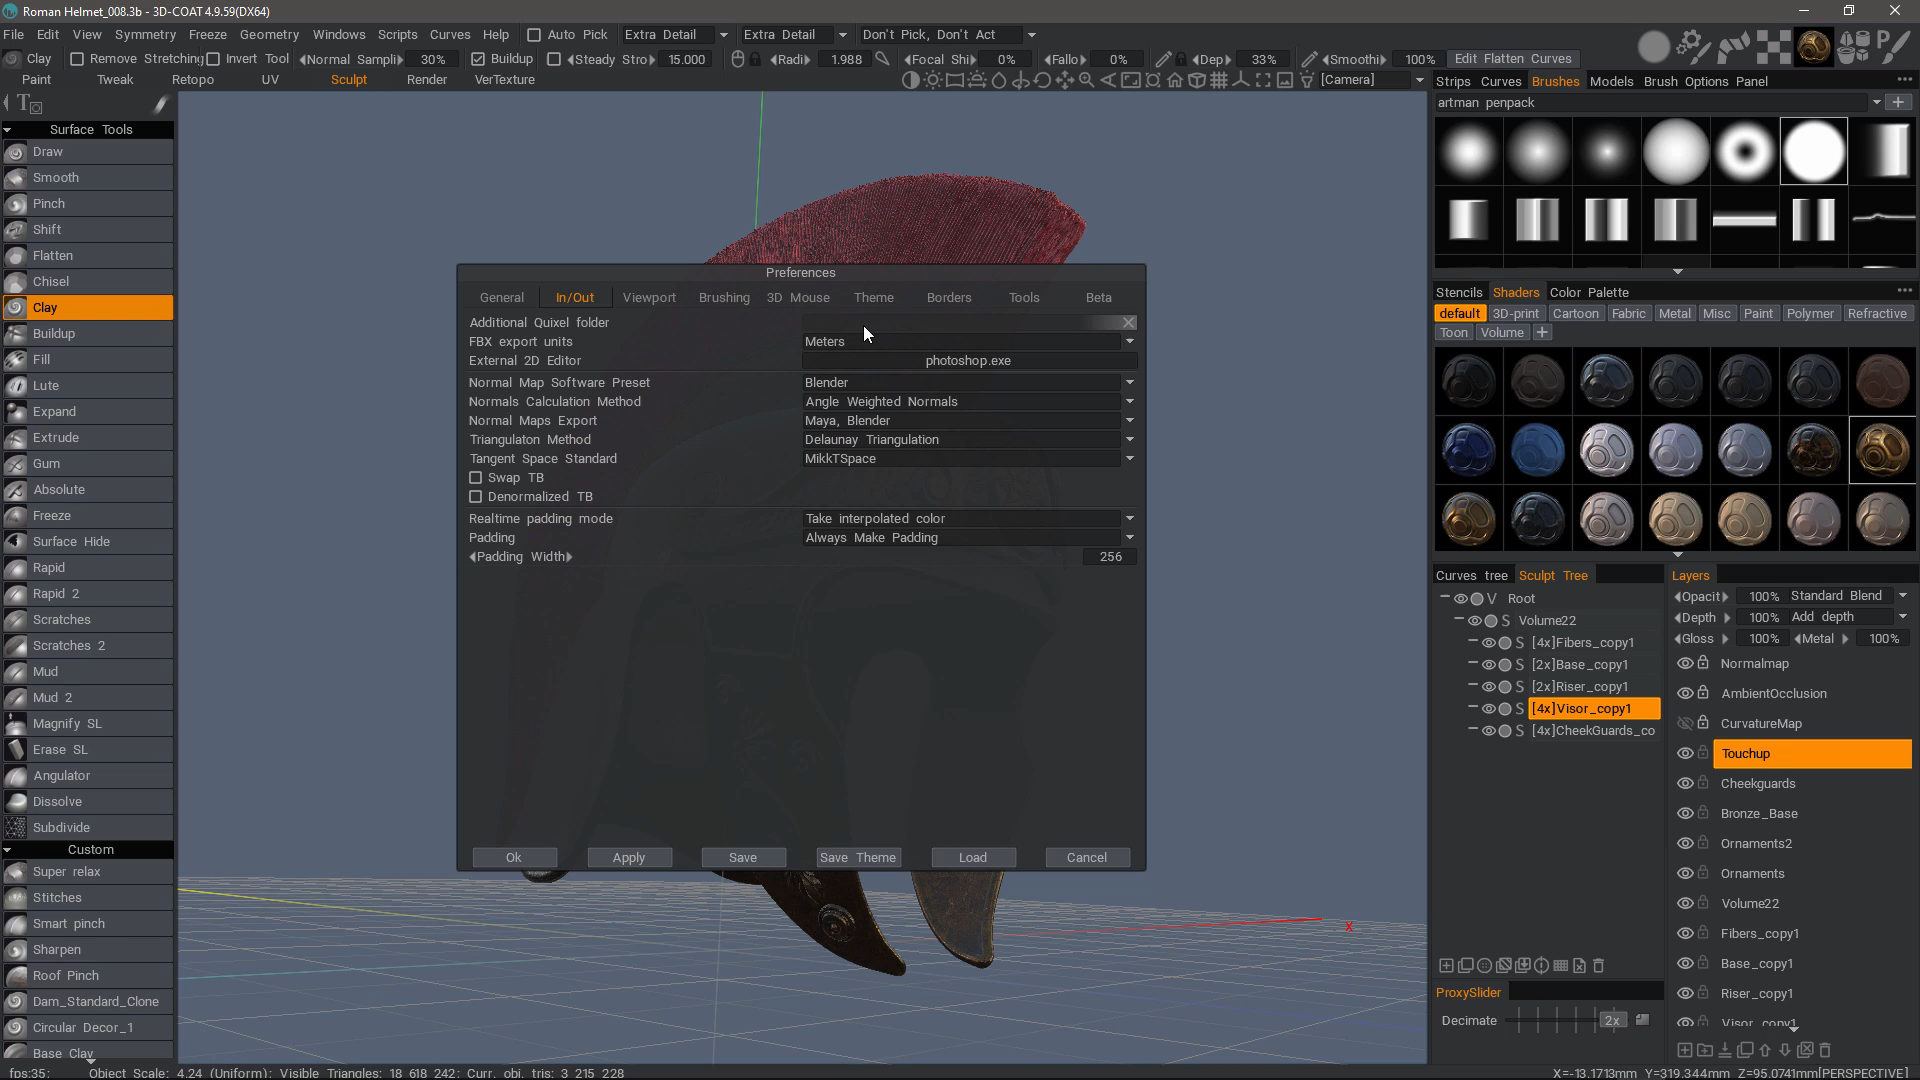 Roman Helmet_008.3b - 3D-COAT 4.9.59(DX64)
File Edit View Symmetry Freeze Geometry Windows Scripts Curves Help Auto Pick Extra Detail Extra Detail Don't Pick, Don't Act
Clay Remove Stretching Invert Tool Normal Sampli 30% Buildup Steady Stro 15.000 Radi 1.988 Focal Shi 0% Fallo 0% Dep 33% Smoothi 100% Edit Flatten Curves
Paint Tweak Retopo UV Sculpt Render VerTexture [Camera]
Strips Curves Brushes Models Brush Options Panel
artman penpack
Surface Tools
Draw
Smooth
Pinch
Shift
Flatten
Chisel
Clay
Buildup
Fill
Lute
Expand
Extrude
Gum
Absolute
Freeze
Surface Hide
Rapid
Rapid 2
Scratches
Scratches 2
Mud
Mud 2
Magnify SL
Erase SL
Angulator
Dissolve
Subdivide
Custom
Super relax
Stitches
Smart pinch
Sharpen
Roof Pinch
Dam_Standard_Clone
Circular Decor_1
Base Clay
Preferences
General In/Out Viewport Brushing 3D Mouse Theme Borders Tools Beta
Additional Quixel folder
FBX export units Meters
External 2D Editor photoshop.exe
Normal Map Software Preset Blender
Normals Calculation Method Angle Weighted Normals
Normal Maps Export Maya, Blender
Triangulaton Method Delaunay Triangulation
Tangent Space Standard MikkTSpace
Swap TB
Denormalized TB
Realtime padding mode Take interpolated color
Padding Always Make Padding
Padding Width 256
Ok Apply Save Save Theme Load Cancel
x
Stencils Shaders Color Palette
default 3D-print Cartoon Fabric Metal Misc Paint Polymer Refractive
Toon Volume
Curves tree Sculpt Tree
V Root
S Volume22
S [4x]Fibers_copy1
S [2x]Base_copy1
S [2x]Riser_copy1
S [4x]Visor_copy1
S [4x]CheekGuards_co
ProxySlider
Decimate 2x
Layers
Opacit 100% Standard Blend
Depth 100% Add depth
Gloss 100% Metal 100%
Normalmap
AmbientOcclusion
CurvatureMap
Touchup
Cheekguards
Bronze_Base
Ornaments2
Ornaments
Volume22
Fibers_copy1
Base_copy1
Riser_copy1
Visor_copy1
fps:35; Object Scale: 4.24 (Uniform); Visible Triangles: 18 618 242; Curr. obj. tris: 3 215 228
X=-13.1713mm Y=319.344mm Z=95.0741mm[PERSPECTIVE]